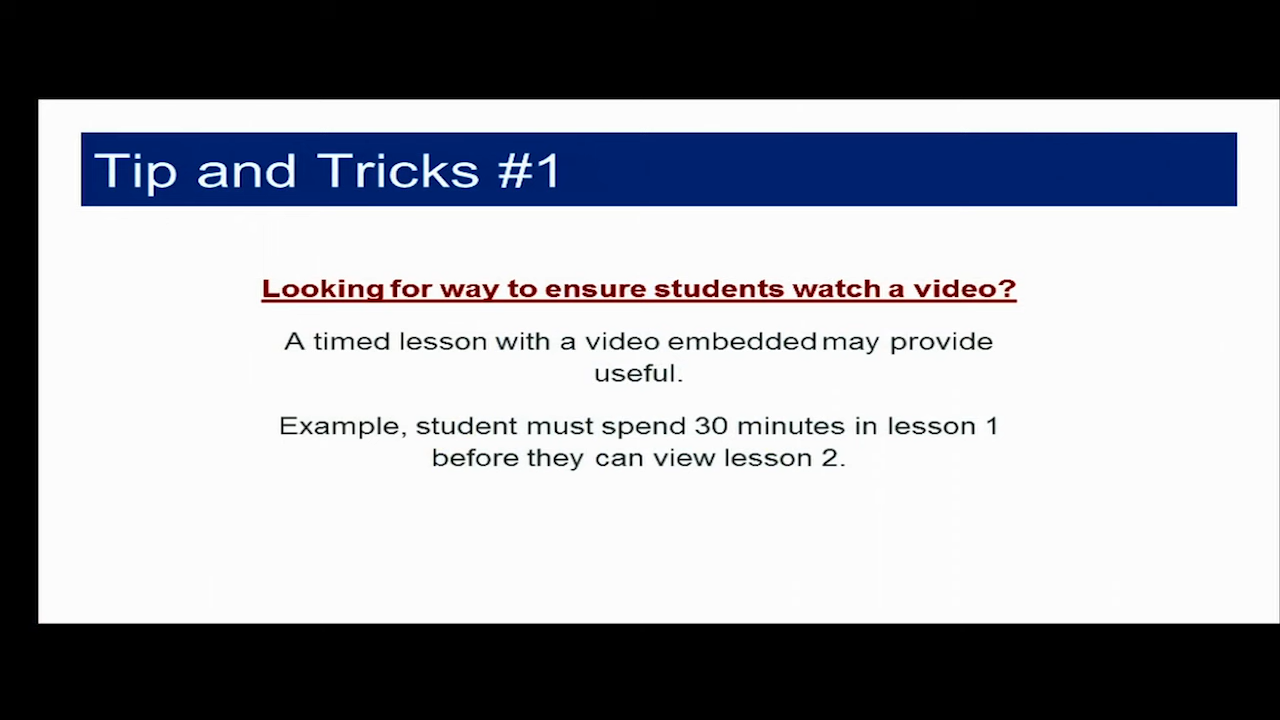 Tip and Tricks #1
Looking for way to ensure students watch a video?
A timed lesson with a video embedded may provide
useful.
Example, student must spend 30 minutes in lesson 1
before they can view lesson 2.